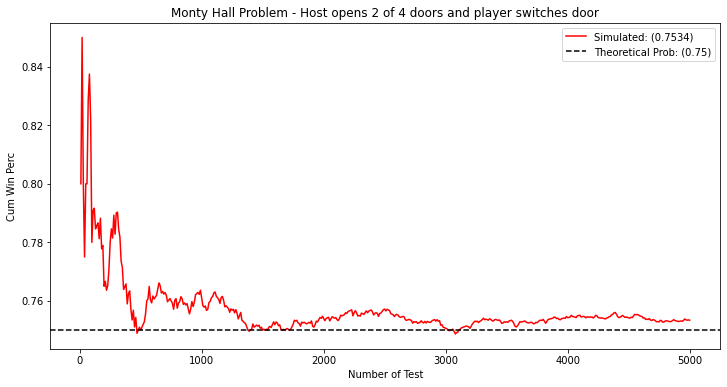 Monty Hall Problem - Host opens 2 of 4 doors and player switches door
Simulated: (0.7534)
Theoretical Prob: (0.75)
Cum Win Perc
0.84
0.82
0.80
0.78
0.76
0 1000 2000 3000 4000 5000
Number of Test